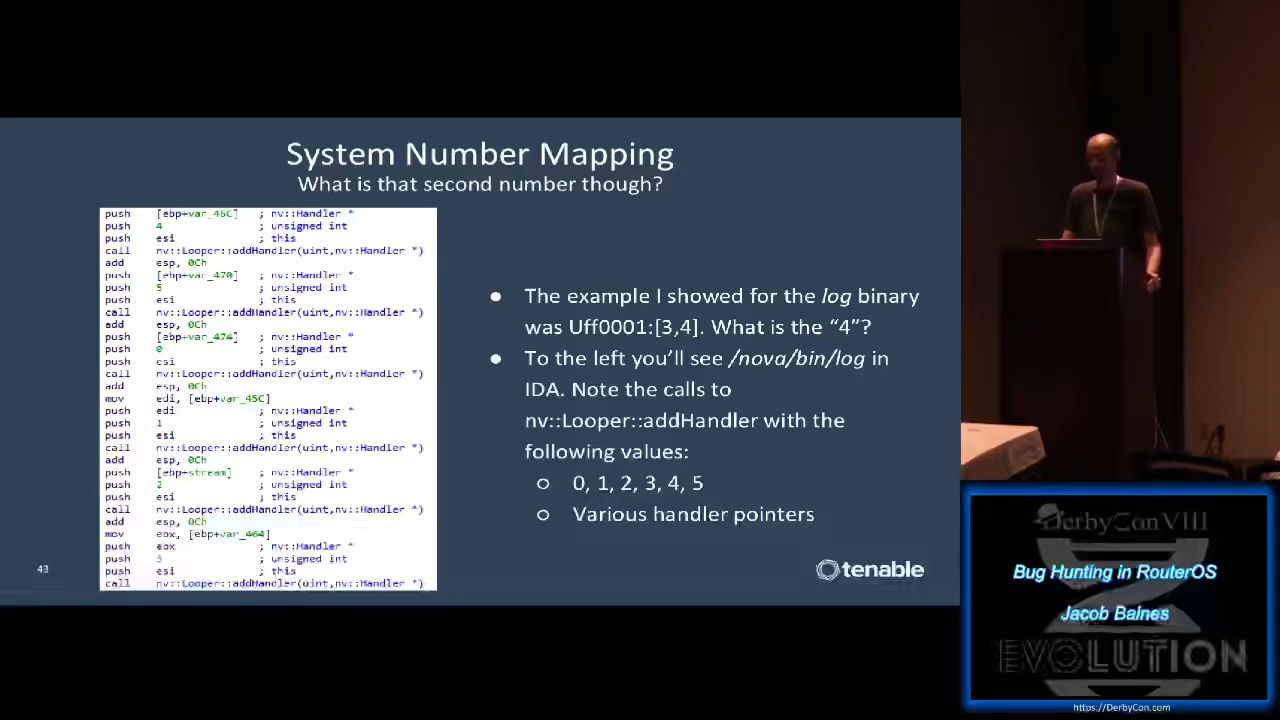 System Number Mapping
What is that second number though?
push [ebp+var_46C] ; nv::Handler *
push 4 ; unsigned int
push esi ; this
call nv::Looper::addHandler(uint,nv::Handler *)
add esp, 0Ch
push [ebp+var_470] ; nv::Handler *
push 5 ; unsigned int
push esi ; this
call nv::Looper::addHandler(uint,nv::Handler *)
add esp, 0Ch
push [ebp+var_474] ; nv::Handler *
push 0 ; unsigned int
push esi ; this
call nv::Looper::addHandler(uint,nv::Handler *)
add esp, 0Ch
mov edi, [ebp+var_45C]
push edi ; nv::Handler *
push 1 ; unsigned int
push esi ; this
call nv::Looper::addHandler(uint,nv::Handler *)
add esp, 0Ch
push [ebp+stream] ; nv::Handler *
push 2 ; unsigned int
push esi ; this
call nv::Looper::addHandler(uint,nv::Handler *)
add esp, 0Ch
mov ebx, [ebp+var_464]
push ebx ; nv::Handler *
push 3 ; unsigned int
push esi ; this
call nv::Looper::addHandler(uint,nv::Handler *)
● The example I showed for the log binary
was Uff0001:[3,4]. What is the “4”?
● To the left you’ll see /nova/bin/log in
IDA. Note the calls to
nv::Looper::addHandler with the
following values:
○ 0, 1, 2, 3, 4, 5
○ Various handler pointers
43
tenable
DerbyCon VIII
Bug Hunting in RouterOS
Jacob Baines
EVOLUTION
https://DerbyCon.com